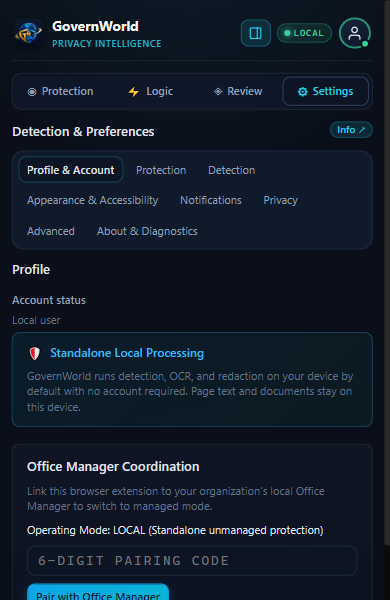 GovernWorld
PRIVACY INTELLIGENCE
LOCAL
Protection
Logic
Review
Settings
Detection & Preferences
Info ↗
Profile & Account
Protection
Detection
Appearance & Accessibility
Notifications
Privacy
Advanced
About & Diagnostics
Profile
Account status
Local user
Standalone Local Processing
GovernWorld runs detection, OCR, and redaction on your device by
default with no account required. Page text and documents stay on
this device.
Office Manager Coordination
Link this browser extension to your organization's local Office
Manager to switch to managed mode.
Operating Mode: LOCAL (Standalone unmanaged protection)
6-DIGIT PAIRING CODE
Pair with Office Manager